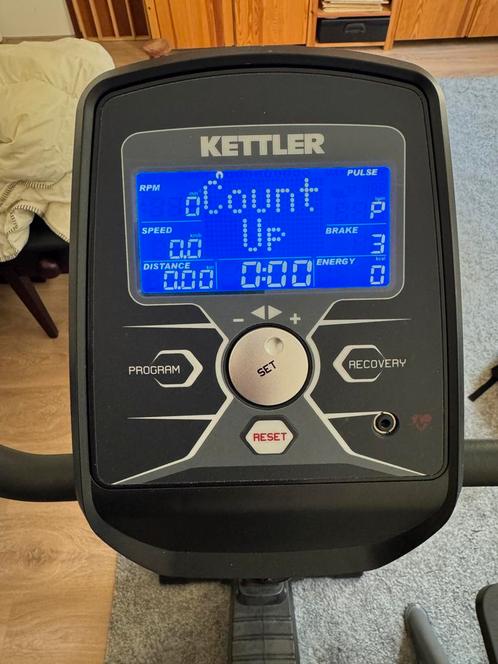 KETTLER
RPM
0
Count
PULSE
P
SPEED
0.0
Up
BRAKE
3
DISTANCE
0.00
0:00
ENERGY
0
- +
PROGRAM
SET
RECOVERY
RESET